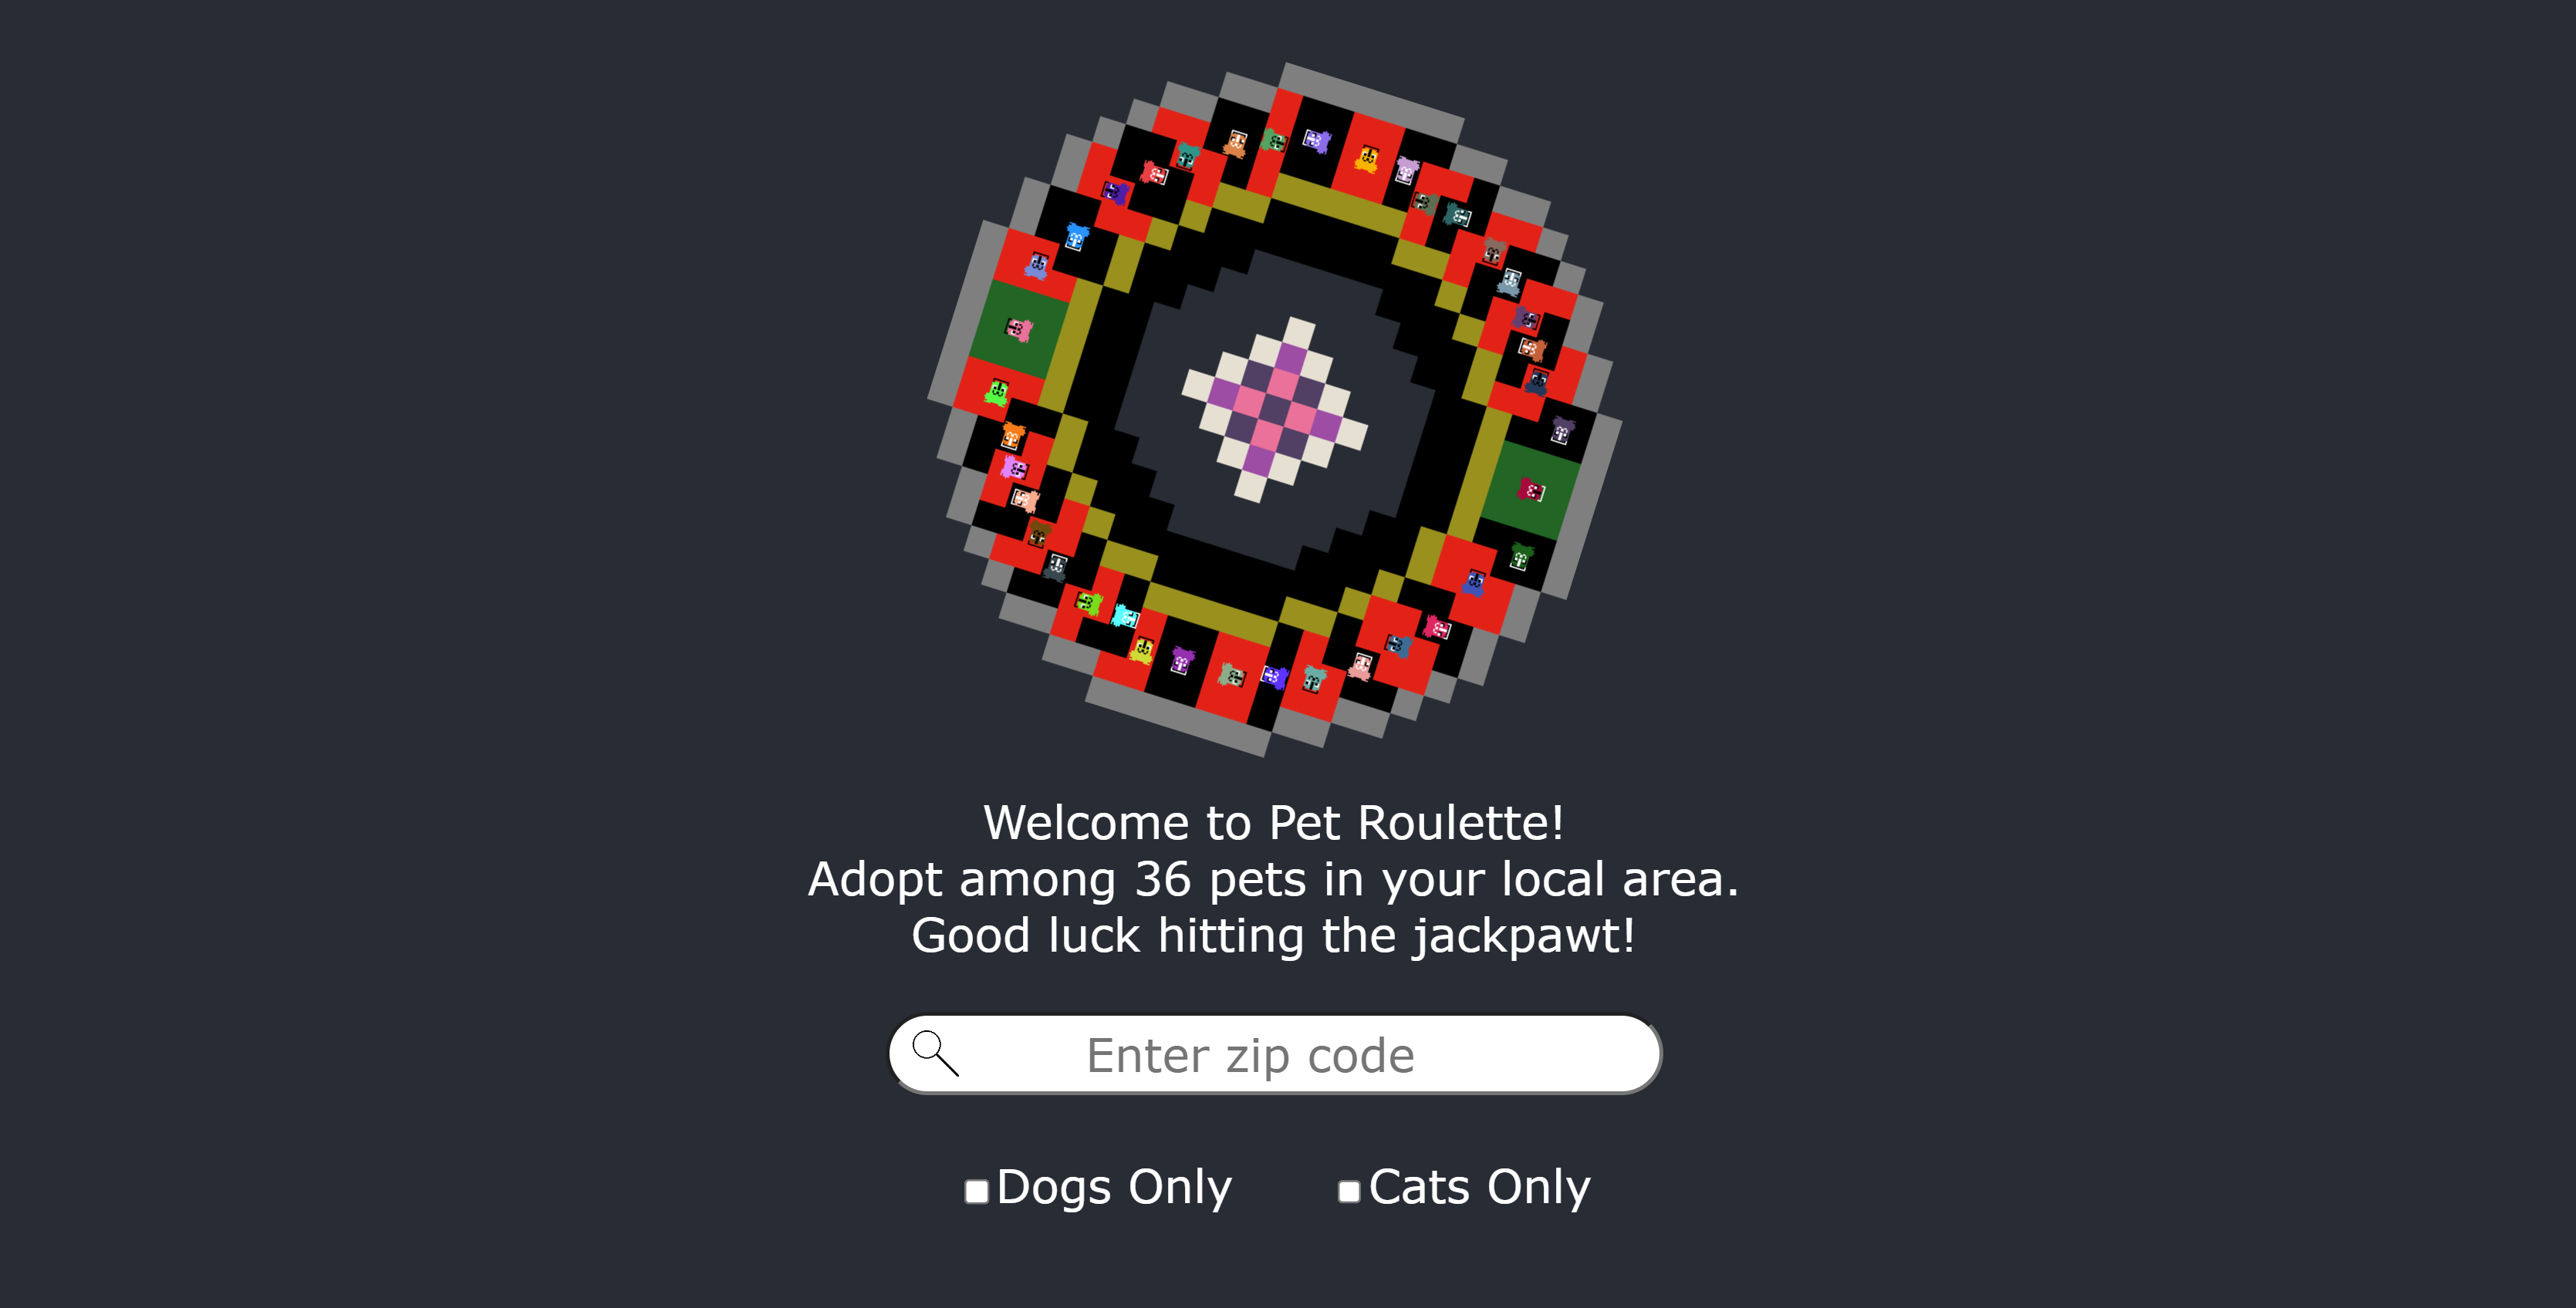 Welcome to Pet Roulette!
Adopt among 36 pets in your local area.
Good luck hitting the jackpawt!
Enter zip code
Dogs Only
Cats Only